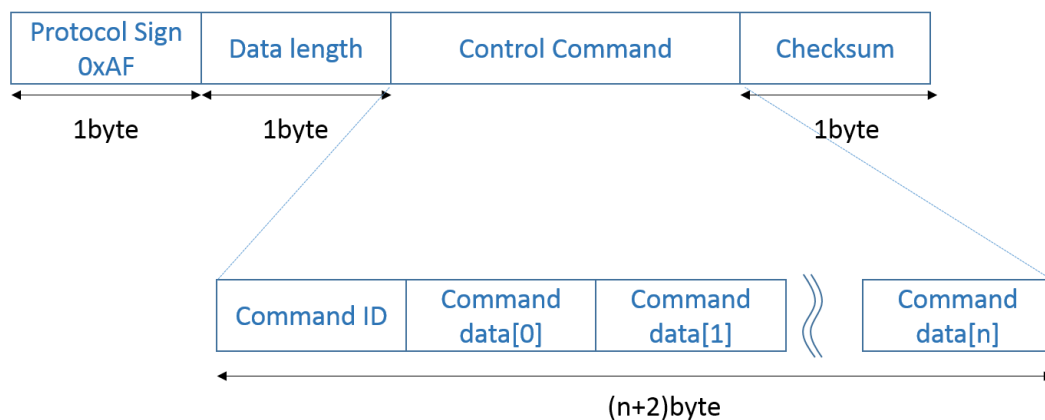 Protocol Sign
0xAF
Data length
Control Command
Checksum
1byte
1byte
1byte
Command ID
Command
data[0]
Command
data[1]
Command
data[n]
(n+2)byte